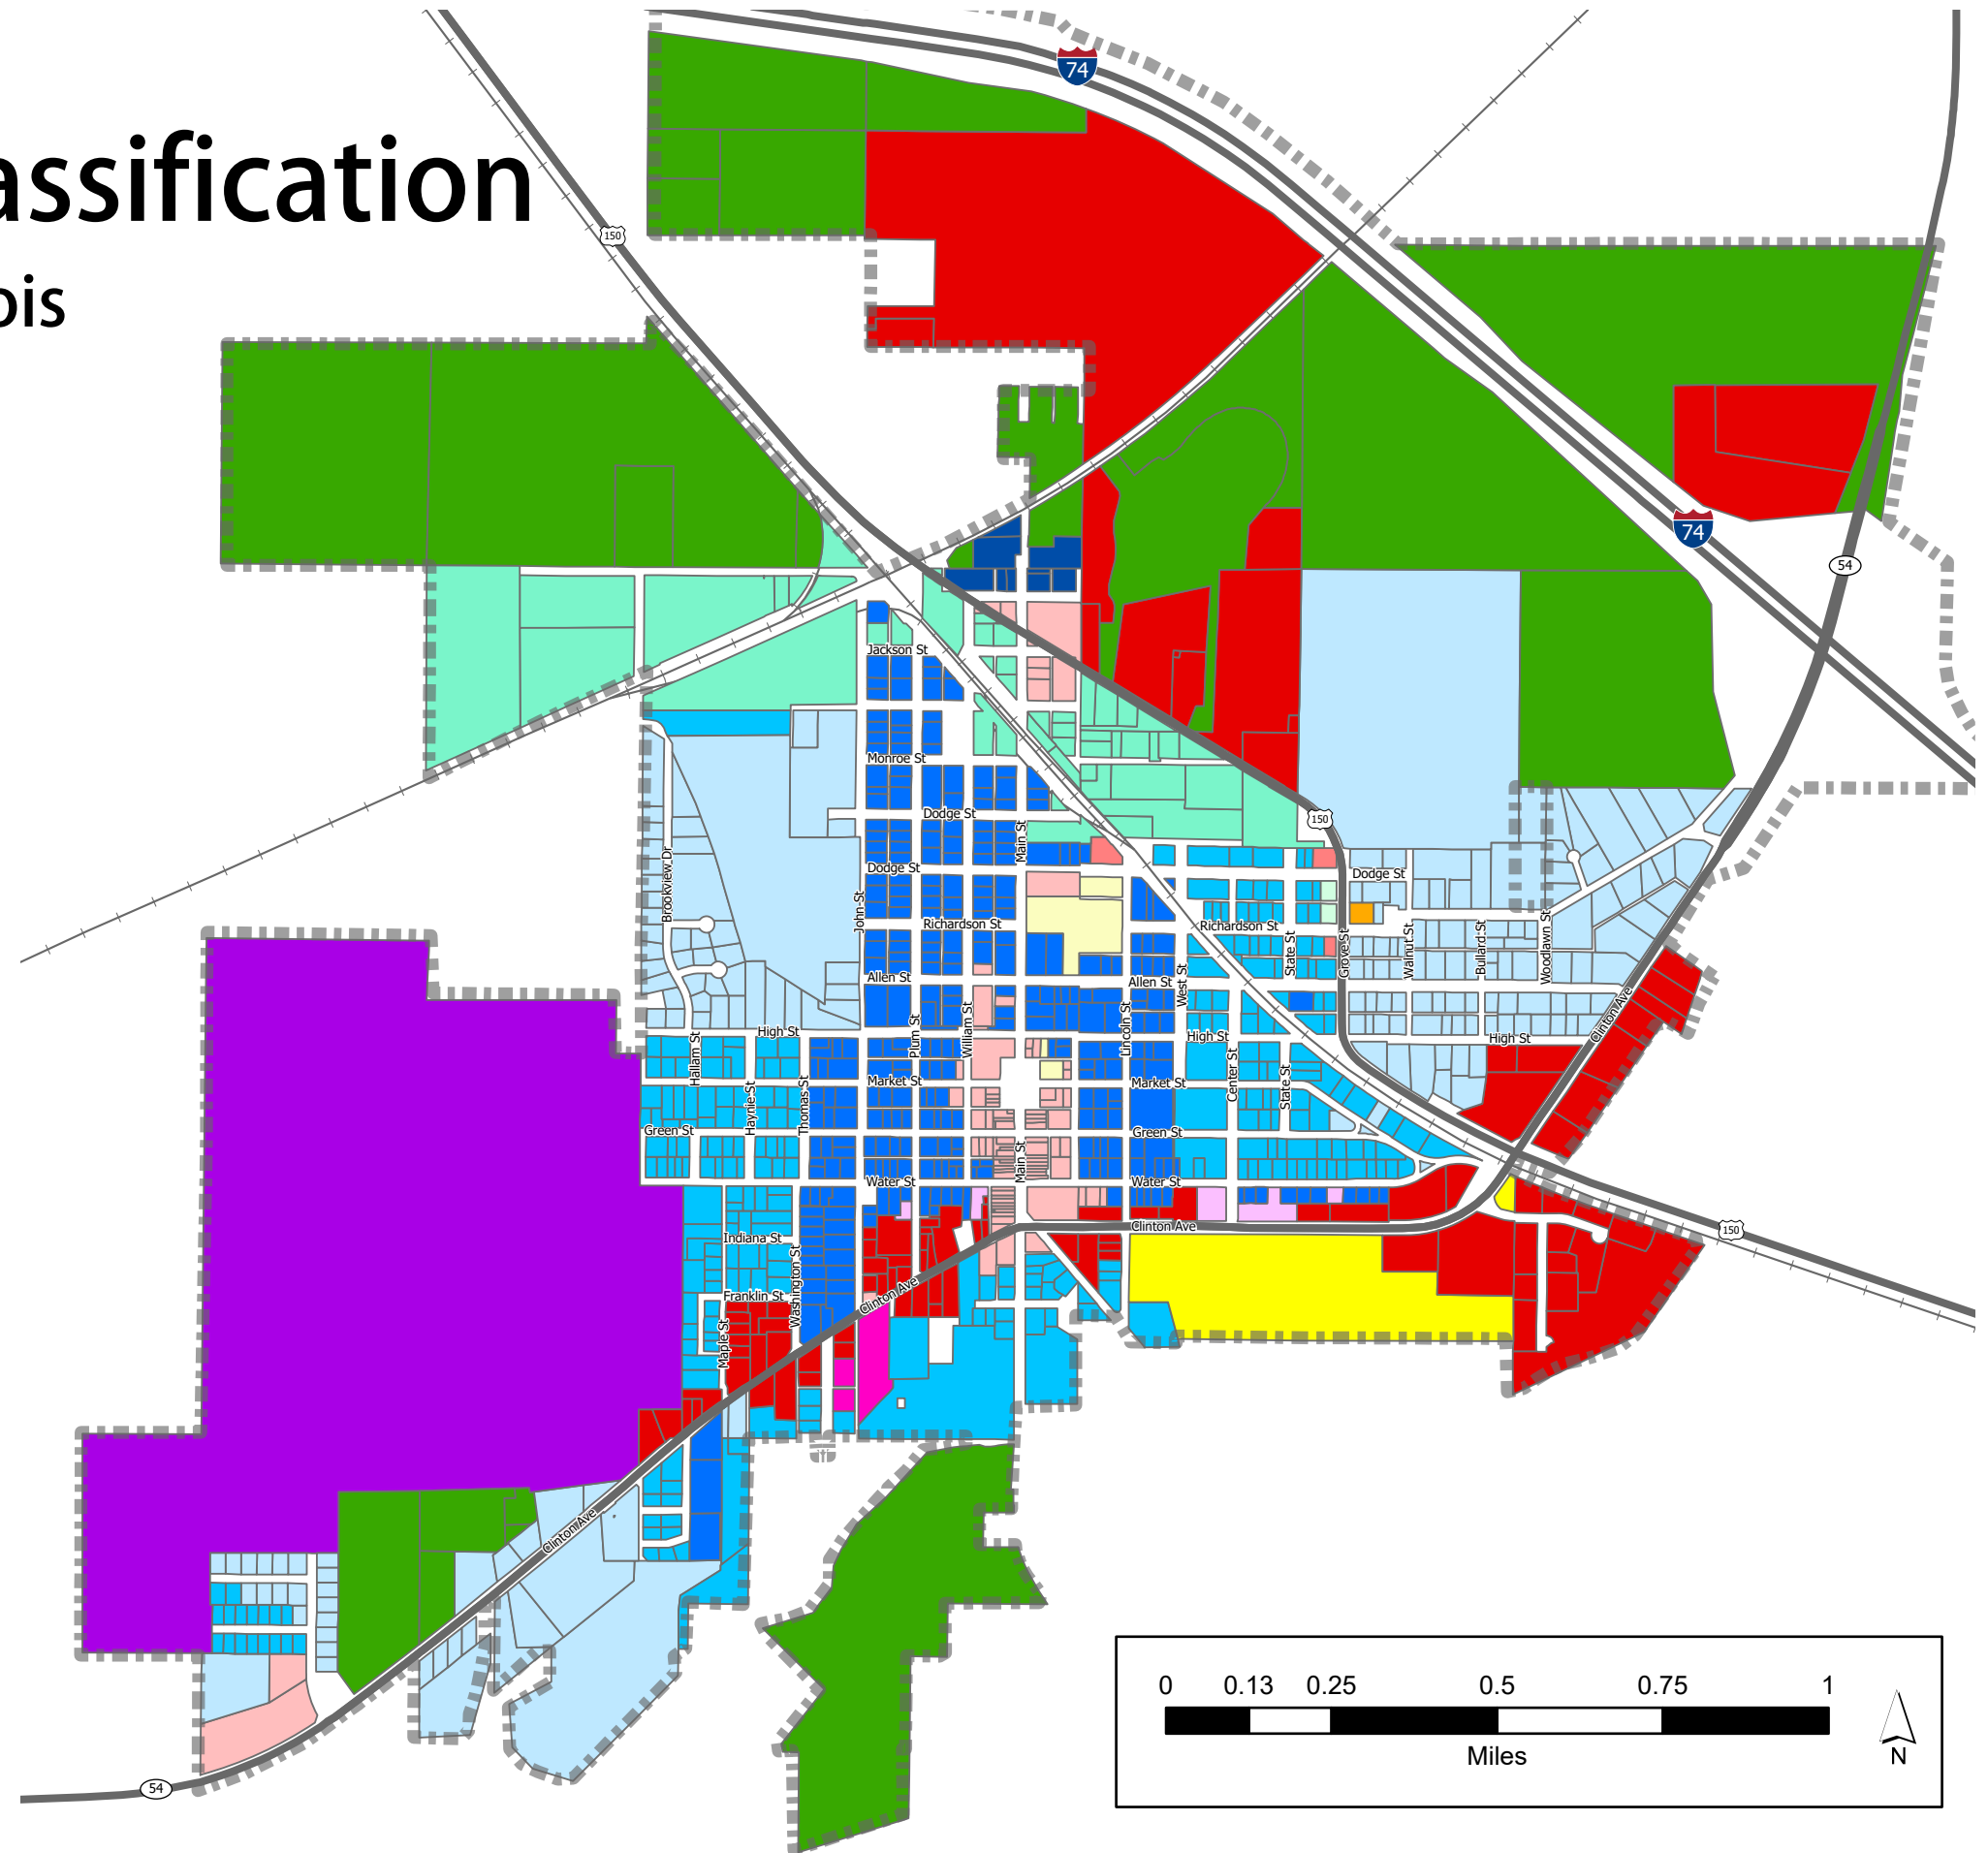 assification
ois
74
150
74
54
Jackson St
Monroe St
Dodge St
Main St
150
Dodge St
Dodge St
Brookview Dr
John St
Richardson St
Richardson St
State St
Grove St
Walnut St
Bullard St
Woodlawn St
Allen St
Allen St
West St
High St
Plum St
William St
Lincoln St
High St
High St
Clinton Ave
Hallam St
Market St
Market St
Center St
State St
Haynie St
Thomas St
Green St
Green St
Main St
Water St
Water St
Clinton Ave
150
Indiana St
Washington St
Franklin St
Clinton Ave
Maple St
Clinton Ave
54
0 0.13 0.25 0.5 0.75 1
Miles
N